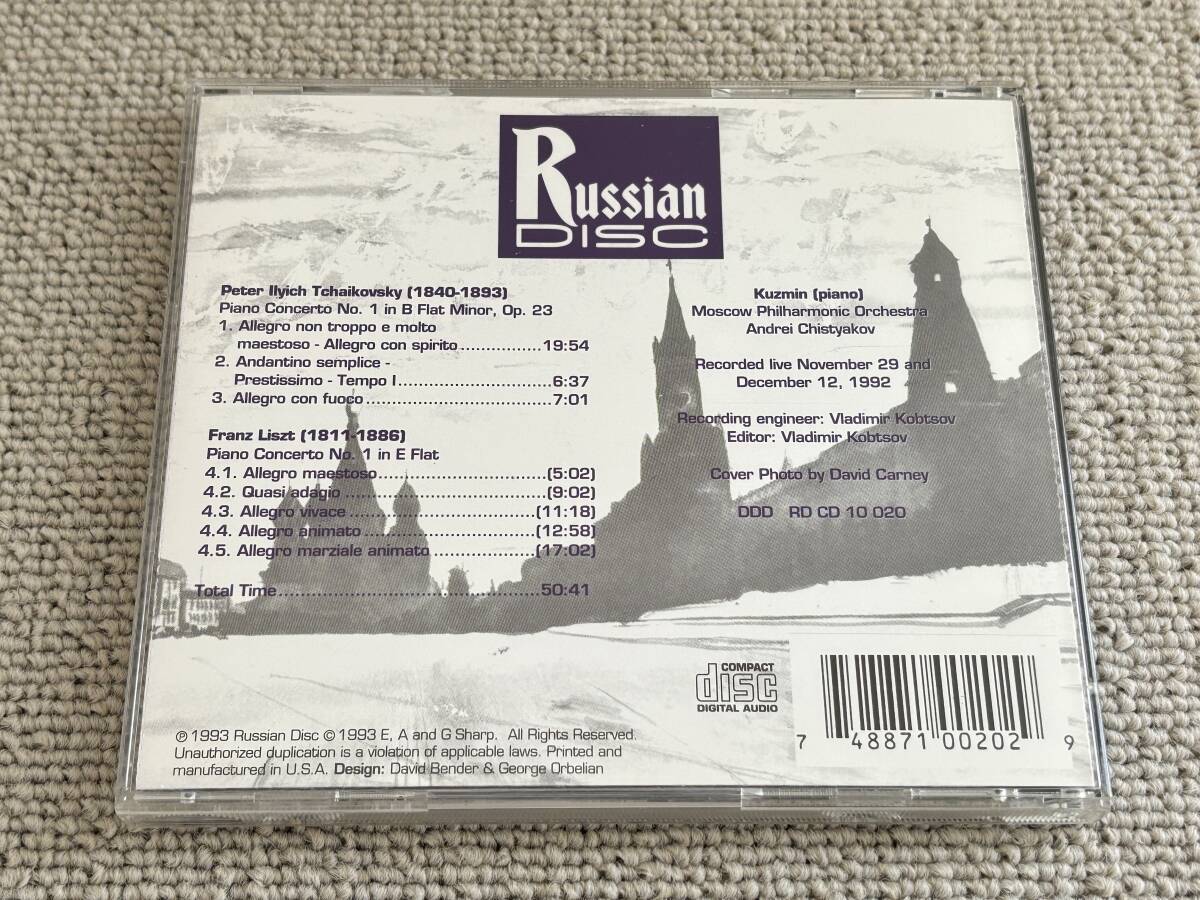 Russian
DISC
Peter Ilyich Tchaikovsky (1840-1893)
Piano Concerto No. 1 in B Flat Minor, Op. 23
1. Allegro non troppo e molto
maestoso - Allegro con spirito................19:54
2. Andantino semplice -
Prestissimo - Tempo I..............................6:37
3. Allegro con fuoco.....................................7:01
Franz Liszt (1811-1886)
Piano Concerto No. 1 in E Flat
4.1. Allegro maestoso.................................(5:02)
4.2. Quasi adagio.......................................(9:02)
4.3. Allegro vivace....................................(11:18)
4.4. Allegro animato.................................(12:58)
4.5. Allegro marziale animato....................(17:02)
Total Time...................................................50:41
Kuzmin (piano)
Moscow Philharmonic Orchestra
Andrei Chistyakov
Recorded live November 29 and
December 12, 1992
Recording engineer: Vladimir Kobtsov
Editor: Vladimir Kobtsov
Cover Photo by David Carney
DDD RD CD 10 020
COMPACT
disc
DIGITAL AUDIO
7 48871 00202 9
℗ 1993 Russian Disc © 1993 E, A and G Sharp. All Rights Reserved.
Unauthorized duplication is a violation of applicable laws. Printed and
manufactured in U.S.A. Design: David Bender & George Orbelian